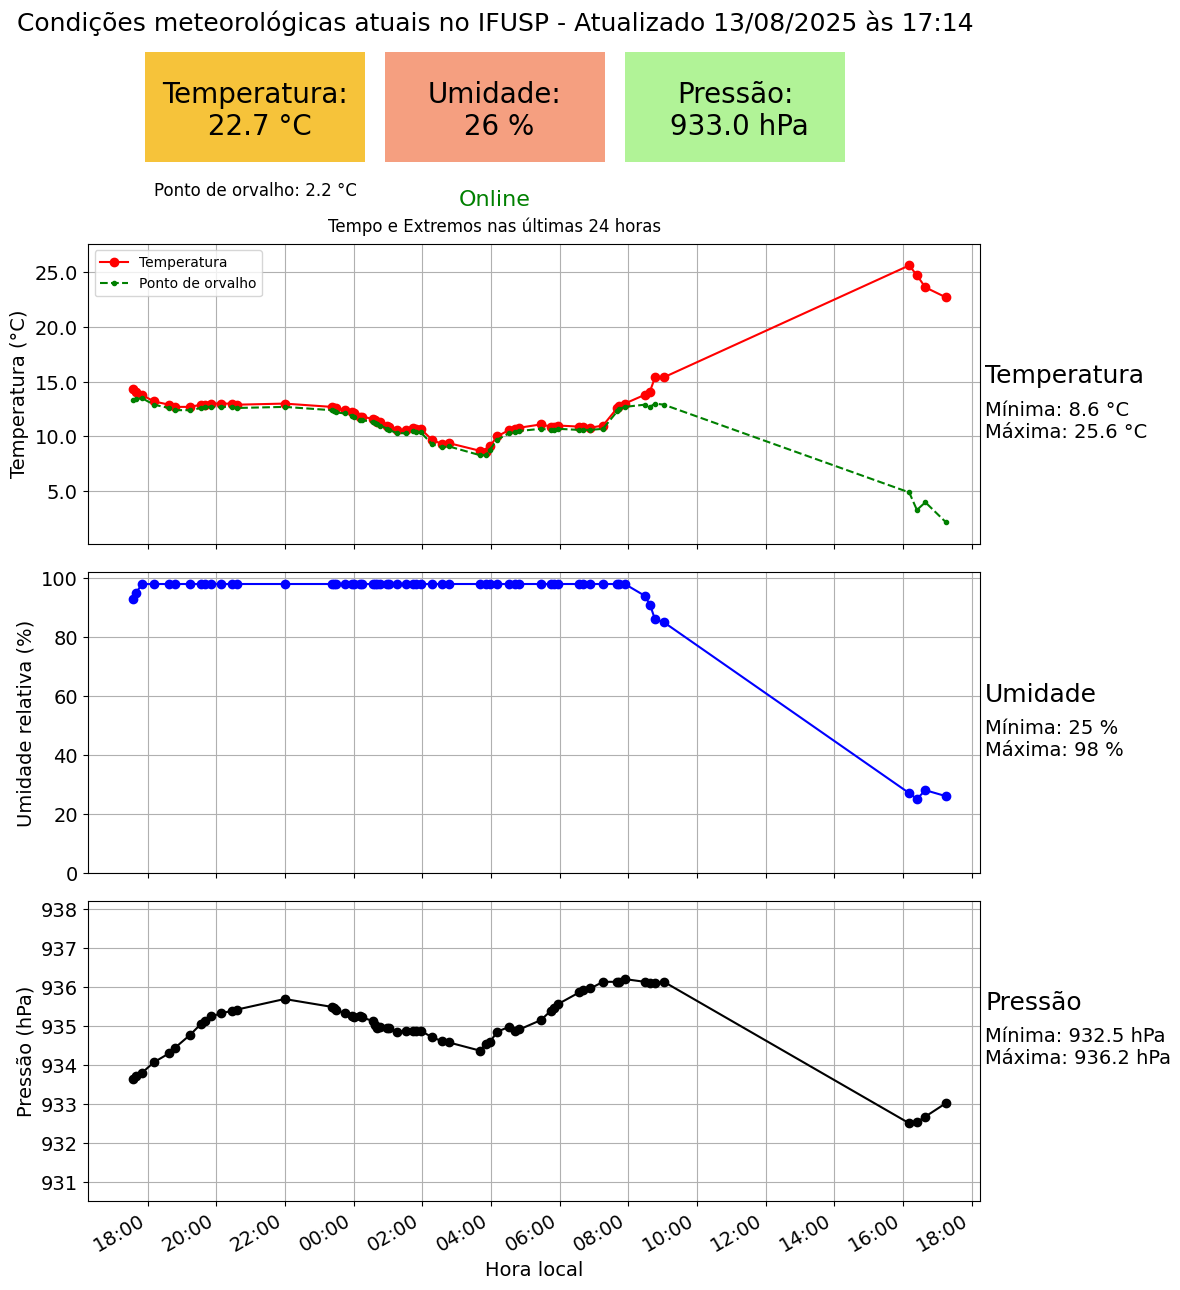 Condições meteorológicas atuais no IFUSP - Atualizado 13/08/2025 às 17:14
Temperatura:
22.7 °C
Umidade:
26 %
Pressão:
933.0 hPa
Ponto de orvalho: 2.2 °C
Online
Tempo e Extremos nas últimas 24 horas
Temperatura
Ponto de orvalho
Temperatura (°C)
25.0
20.0
15.0
10.0
5.0
Temperatura
Mínima: 8.6 °C
Máxima: 25.6 °C
Umidade relativa (%)
100
80
60
40
20
0
Umidade
Mínima: 25 %
Máxima: 98 %
Pressão (hPa)
938
937
936
935
934
933
932
931
Pressão
Mínima: 932.5 hPa
Máxima: 936.2 hPa
18:00 20:00 22:00 00:00 02:00 04:00 06:00 08:00 10:00 12:00 14:00 16:00 18:00
Hora local